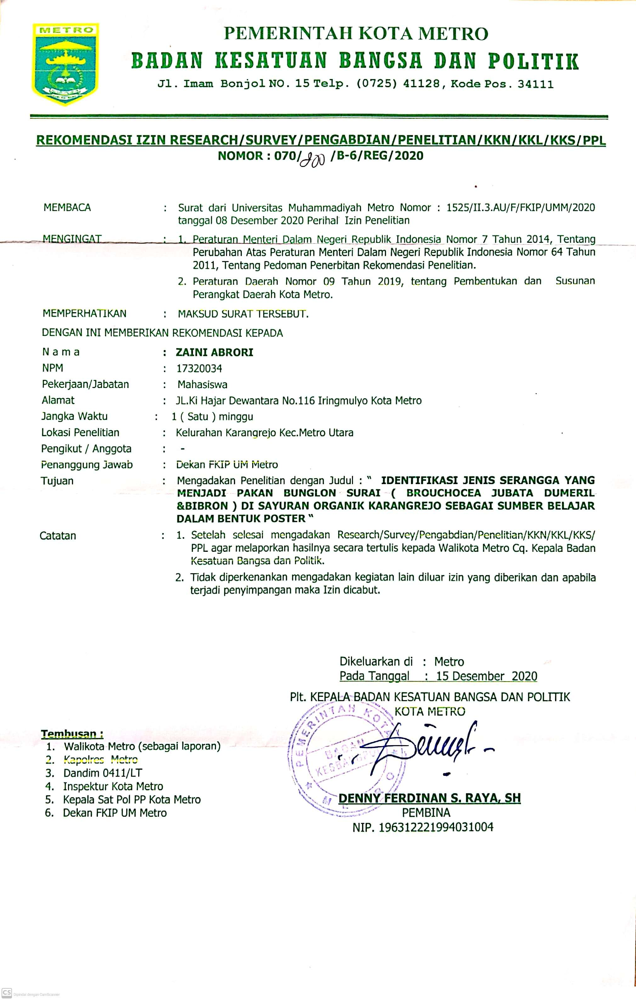 METRO
PEMERINTAH KOTA METRO
BADAN KESATUAN BANGSA DAN POLITIK
Jl. Imam Bonjol NO. 15 Telp. (0725) 41128, Kode Pos. 34111
REKOMENDASI IZIN RESEARCH/SURVEY/PENGABDIAN/PENELITIAN/KKN/KKL/KKS/PPL
NOMOR : 070/ /B-6/REG/2020
MEMBACA : Surat dari Universitas Muhammadiyah Metro Nomor : 1525/II.3.AU/F/FKIP/UMM/2020
tanggal 08 Desember 2020 Perihal Izin Penelitian
MENGINGAT : 1. Peraturan Menteri Dalam Negeri Republik Indonesia Nomor 7 Tahun 2014, Tentang
Perubahan Atas Peraturan Menteri Dalam Negeri Republik Indonesia Nomor 64 Tahun
2011, Tentang Pedoman Penerbitan Rekomendasi Penelitian.
2. Peraturan Daerah Nomor 09 Tahun 2019, tentang Pembentukan dan Susunan
Perangkat Daerah Kota Metro.
MEMPERHATIKAN : MAKSUD SURAT TERSEBUT.
DENGAN INI MEMBERIKAN REKOMENDASI KEPADA
N a m a : ZAINI ABRORI
NPM : 17320034
Pekerjaan/Jabatan : Mahasiswa
Alamat : JL.Ki Hajar Dewantara No.116 Iringmulyo Kota Metro
Jangka Waktu : 1 ( Satu ) minggu
Lokasi Penelitian : Kelurahan Karangrejo Kec.Metro Utara
Pengikut / Anggota : -
Penanggung Jawab : Dekan FKIP UM Metro
Tujuan : Mengadakan Penelitian dengan Judul : " IDENTIFIKASI JENIS SERANGGA YANG
MENJADI PAKAN BUNGLON SURAI ( BROUCHOCEA JUBATA DUMERIL
&BIBRON ) DI SAYURAN ORGANIK KARANGREJO SEBAGAI SUMBER BELAJAR
DALAM BENTUK POSTER "
Catatan : 1. Setelah selesai mengadakan Research/Survey/Pengabdian/Penelitian/KKN/KKL/KKS/
PPL agar melaporkan hasilnya secara tertulis kepada Walikota Metro Cq. Kepala Badan
Kesatuan Bangsa dan Politik.
2. Tidak diperkenankan mengadakan kegiatan lain diluar izin yang diberikan dan apabila
terjadi penyimpangan maka Izin dicabut.
Dikeluarkan di : Metro
Pada Tanggal : 15 Desember 2020
Plt. KEPALA BADAN KESATUAN BANGSA DAN POLITIK
KOTA METRO
PEMERINTAH KOTA
BADAN
KESBANGPOL
METRO
DENNY FERDINAN S. RAYA, SH
PEMBINA
NIP. 196312221994031004
Tembusan :
1. Walikota Metro (sebagai laporan)
2. Kapolres Metro
3. Dandim 0411/LT
4. Inspektur Kota Metro
5. Kepala Sat Pol PP Kota Metro
6. Dekan FKIP UM Metro
CS Dipindai dengan CamScanner